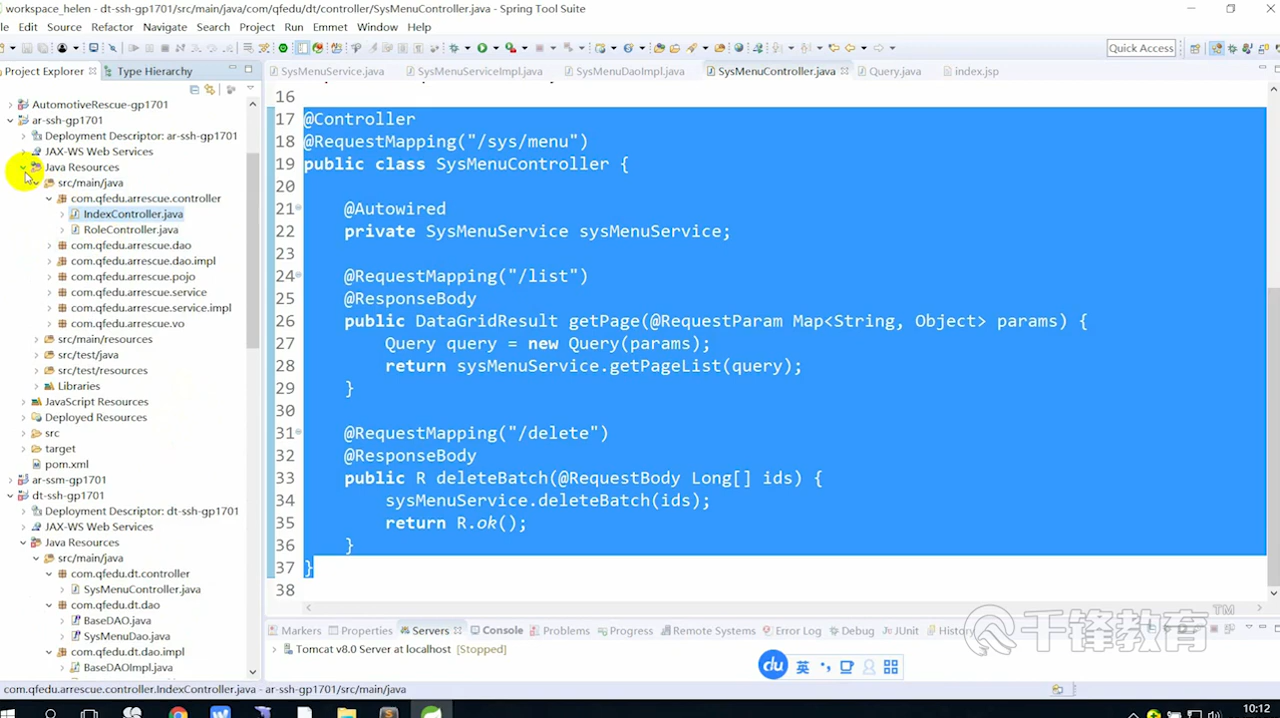 workspace_helen - dt-ssh-gp1701/src/main/java/com/qfedu/dt/controller/SysMenuController.java - Spring Tool Suite
le Edit Source Refactor Navigate Search Project Run Emmet Window Help
Quick Access
Project Explorer Type Hierarchy
SysMenuService.java SysMenuServiceImpl.java SysMenuDaoImpl.java SysMenuController.java Query.java index.jsp
AutomotiveRescue-gp1701
ar-ssh-gp1701
Deployment Descriptor: ar-ssh-gp1701
JAX-WS Web Services
Java Resources
src/main/java
com.qfedu.arrescue.controller
IndexController.java
RoleController.java
com.qfedu.arrescue.dao
com.qfedu.arrescue.dao.impl
com.qfedu.arrescue.pojo
com.qfedu.arrescue.service
com.qfedu.arrescue.service.impl
com.qfedu.arrescue.vo
src/main/resources
src/test/java
src/test/resources
Libraries
JavaScript Resources
Deployed Resources
src
target
pom.xml
ar-ssm-gp1701
dt-ssh-gp1701
Deployment Descriptor: dt-ssh-gp1701
JAX-WS Web Services
Java Resources
src/main/java
com.qfedu.dt.controller
SysMenuController.java
com.qfedu.dt.dao
BaseDAO.java
SysMenuDao.java
com.qfedu.dt.dao.impl
BaseDAOImpl.java
16
17 @Controller
18 @RequestMapping("/sys/menu")
19 public class SysMenuController {
20
21 @Autowired
22 private SysMenuService sysMenuService;
23
24 @RequestMapping("/list")
25 @ResponseBody
26 public DataGridResult getPage(@RequestParam Map<String, Object> params) {
27 Query query = new Query(params);
28 return sysMenuService.getPageList(query);
29 }
30
31 @RequestMapping("/delete")
32 @ResponseBody
33 public R deleteBatch(@RequestBody Long[] ids) {
34 sysMenuService.deleteBatch(ids);
35 return R.ok();
36 }
37 }
38
Markers Properties Servers Console Problems Progress Remote Systems Error Log Debug JUnit History
Tomcat v8.0 Server at localhost [Stopped]
千锋教育 TM
du 英
com.qfedu.arrescue.controller.IndexController.java - ar-ssh-gp1701/src/main/java
10:12